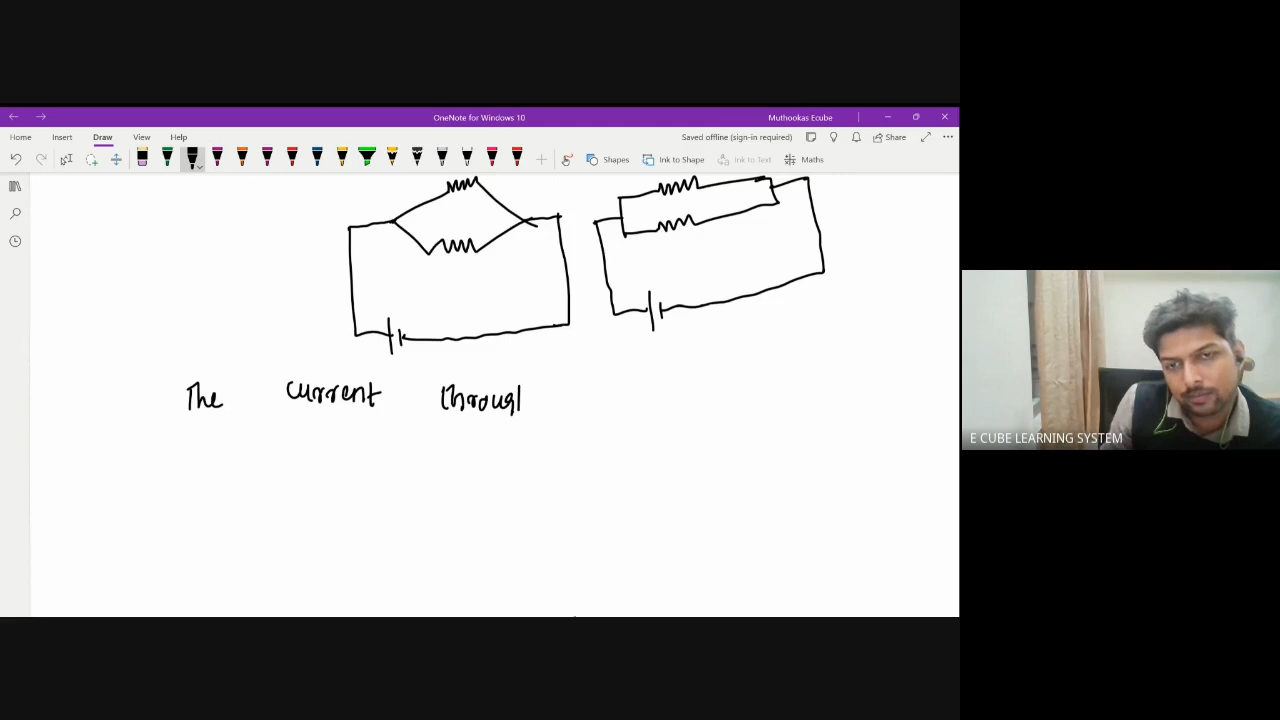 OneNote for Windows 10
Muthookas Ecube
Home Insert Draw View Help
Saved offline (sign-in required)
Share
Shapes
Ink to Shape
Ink to Text
Maths
The current throug
E CUBE LEARNING SYSTEM